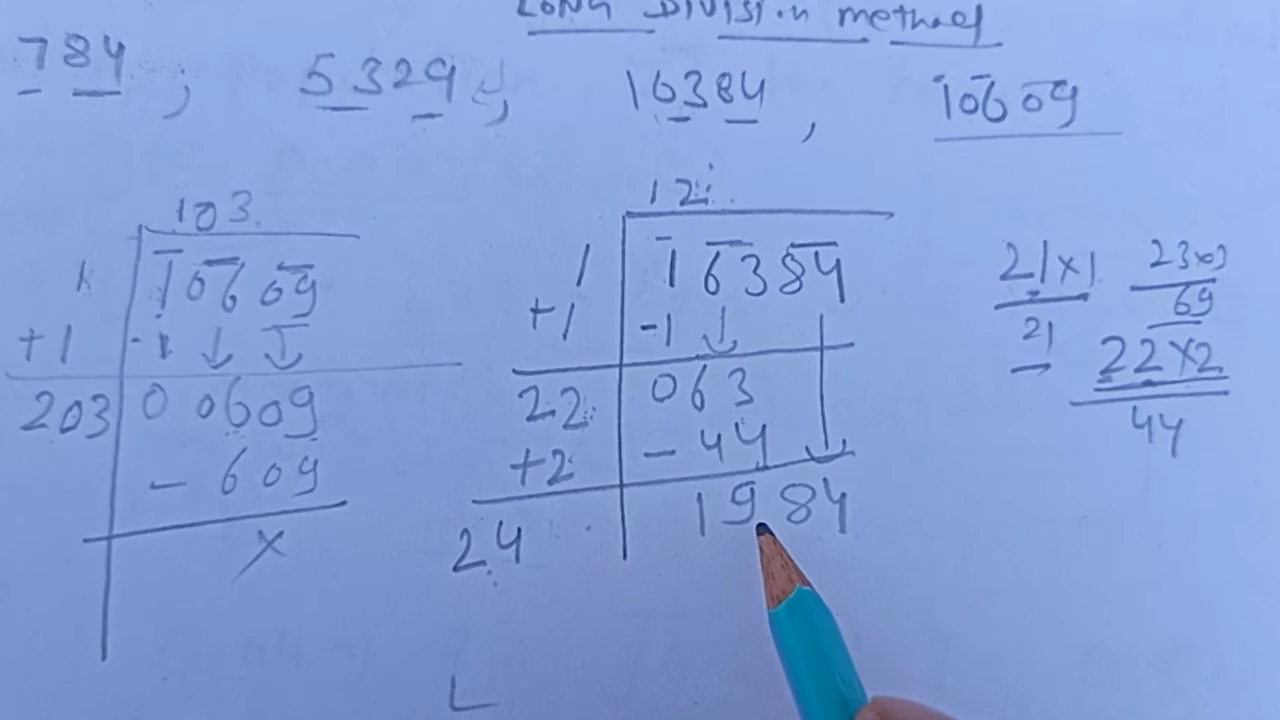 LONG DIVISION method
784 , 5329 , 16384 , 10609
103
1 10609
+1 -1
203 00609
- 609
x
12
1 16384
+1 -1
22 063
+2 - 44
24 1984
21x1
21
23x3
69
22x2
44